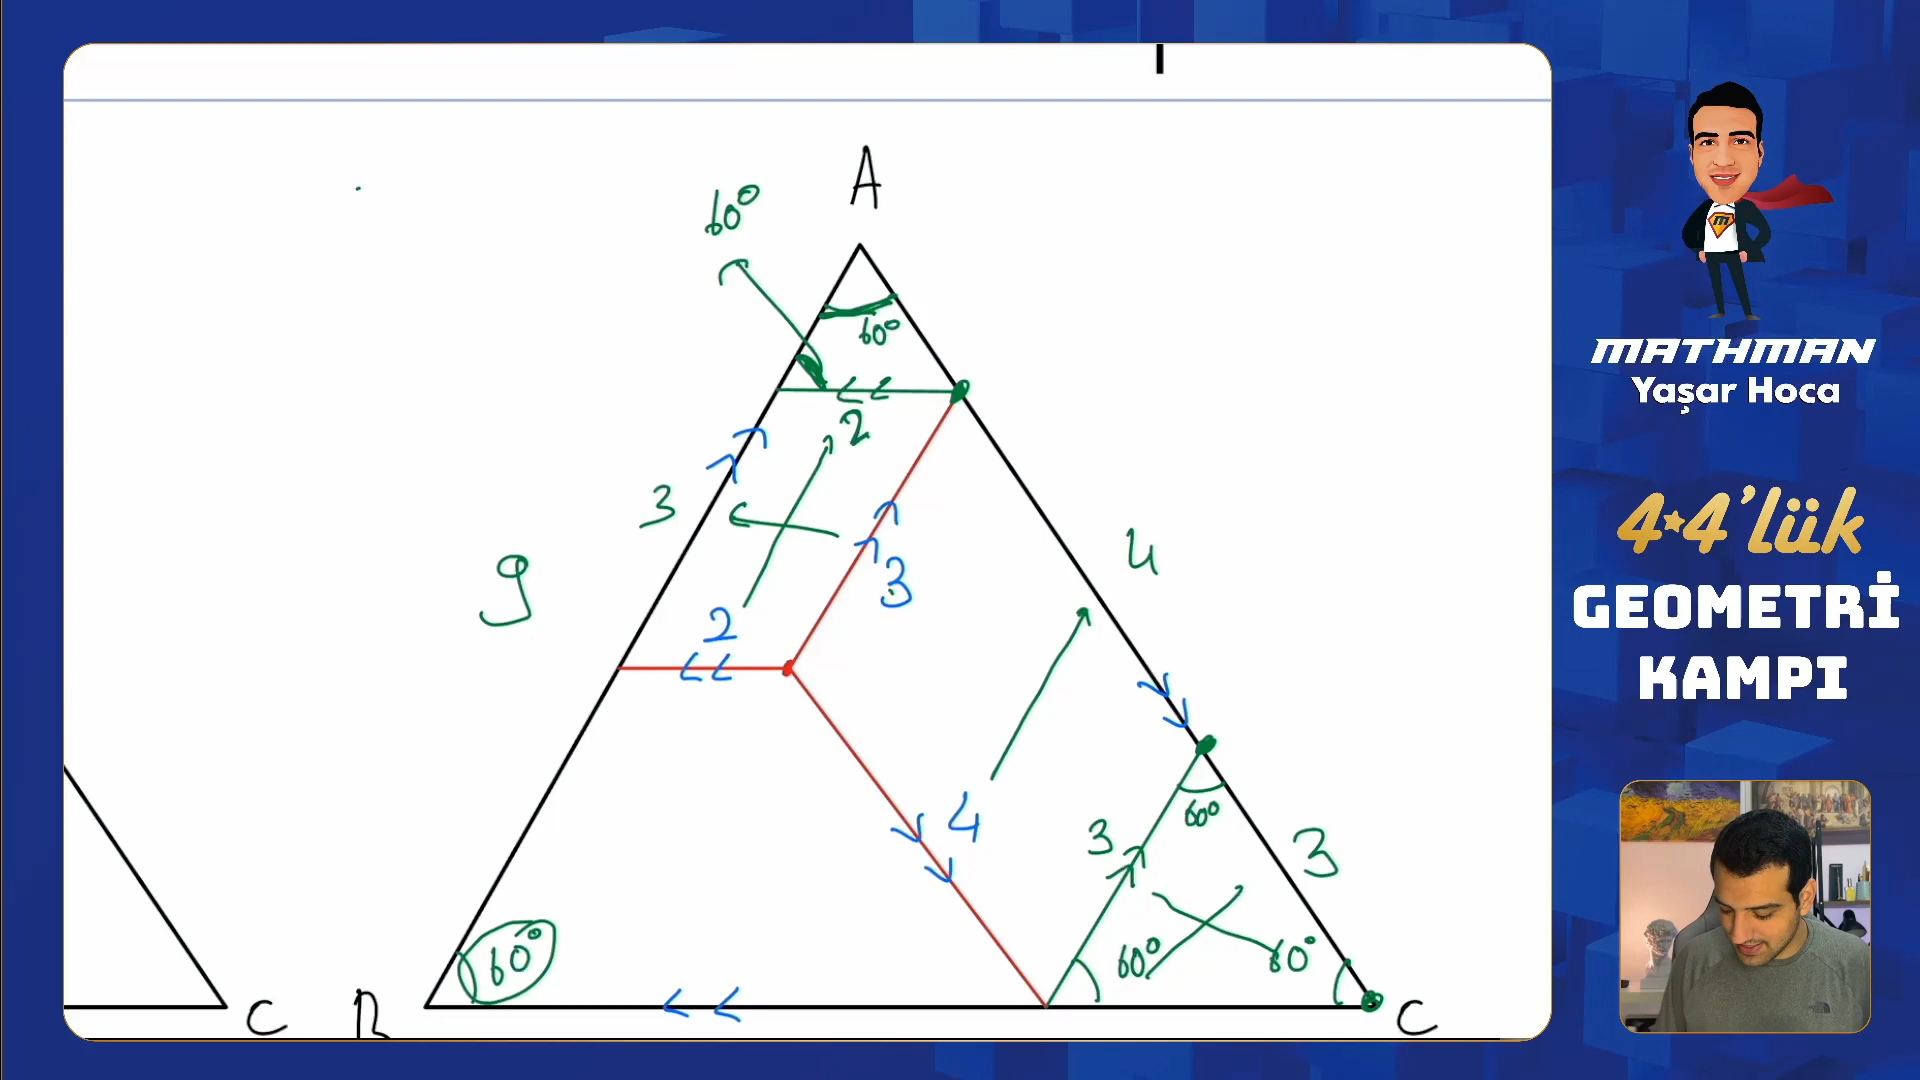 A
60°
60°
2
3
3
9
2
4
4
3
60°
3
60°
60°
60°
C
B
C
MATHMAN
Yaşar Hoca
4★4'lük
GEOMETRİ
KAMPI